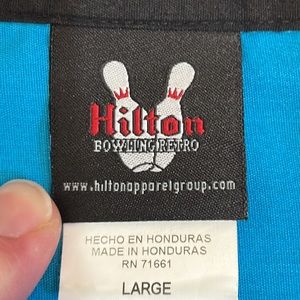 Hilton
BOWLING RETRO
www.hiltonapparelgroup.com
HECHO EN HONDURAS
MADE IN HONDURAS
RN 71661
LARGE